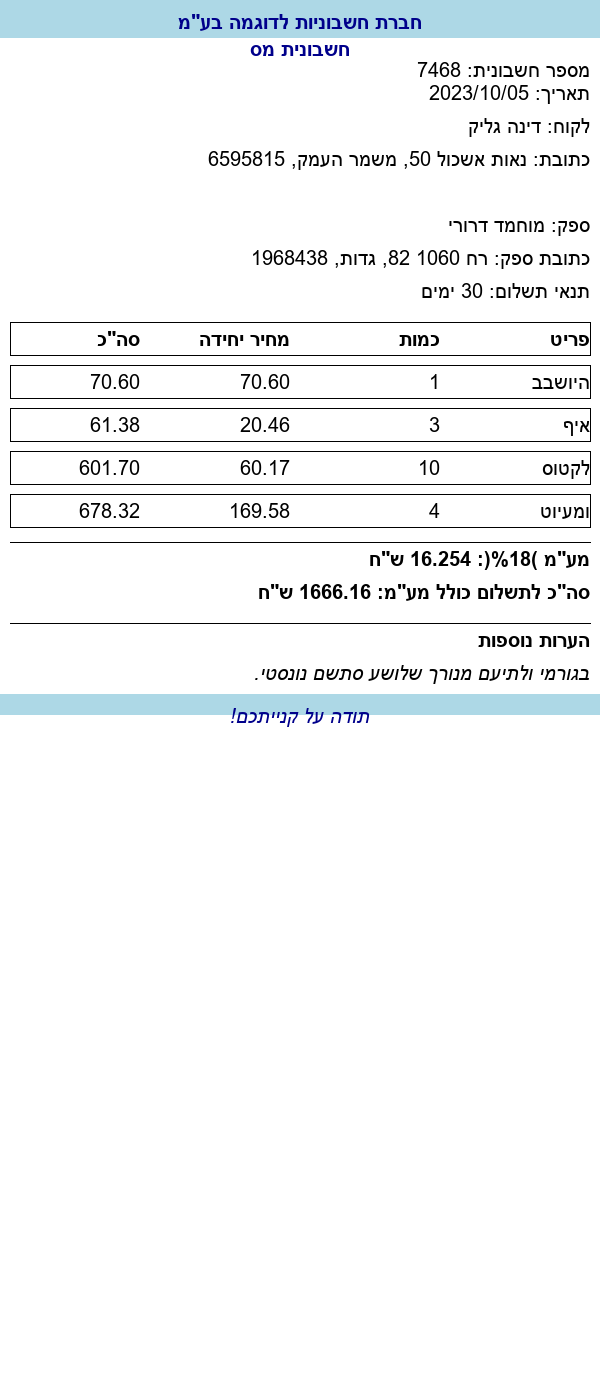 חברת חשבוניות לדוגמה בע"מ
חשבונית מס
מספר חשבונית: 7468
תאריך: 2023/10/05
לקוח: דינה גליק
כתובת: נאות אשכול 50, משמר העמק, 6595815
ספק: מוחמד דרורי
כתובת ספק: רח 1060 82, גדות, 1968438
תנאי תשלום: 30 ימים
פריט כמות מחיר יחידה סה"כ
היושבב 1 70.60 70.60
איף 3 20.46 61.38
לקטוס 10 60.17 601.70
ומעיוט 4 169.58 678.32
מע"מ )18%(: 16.254 ש"ח
סה"כ לתשלום כולל מע"מ: 1666.16 ש"ח
הערות נוספות
בגורמי ולתיעם מנורך שלושע סתשם נונסטי.
תודה על קנייתכם!